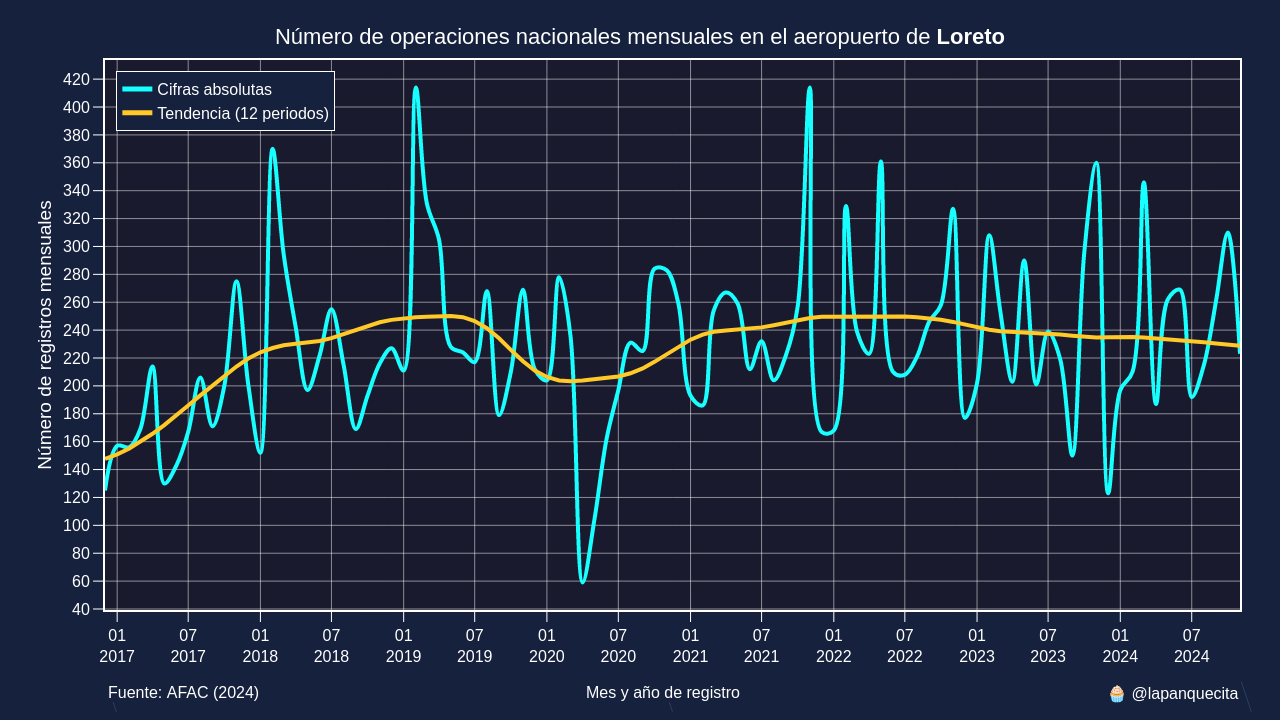 Número de operaciones nacionales mensuales en el aeropuerto de Loreto
Cifras absolutas
Tendencia (12 periodos)
Número de registros mensuales
420
400
380
360
340
320
300
280
260
240
220
200
180
160
140
120
100
80
60
40
01 07 01 07 01 07 01 07 01 07 01 07 01 07 01 07
2017 2017 2018 2018 2019 2019 2020 2020 2021 2021 2022 2022 2023 2023 2024 2024
Fuente: AFAC (2024)
Mes y año de registro
🧁 @lapanquecita